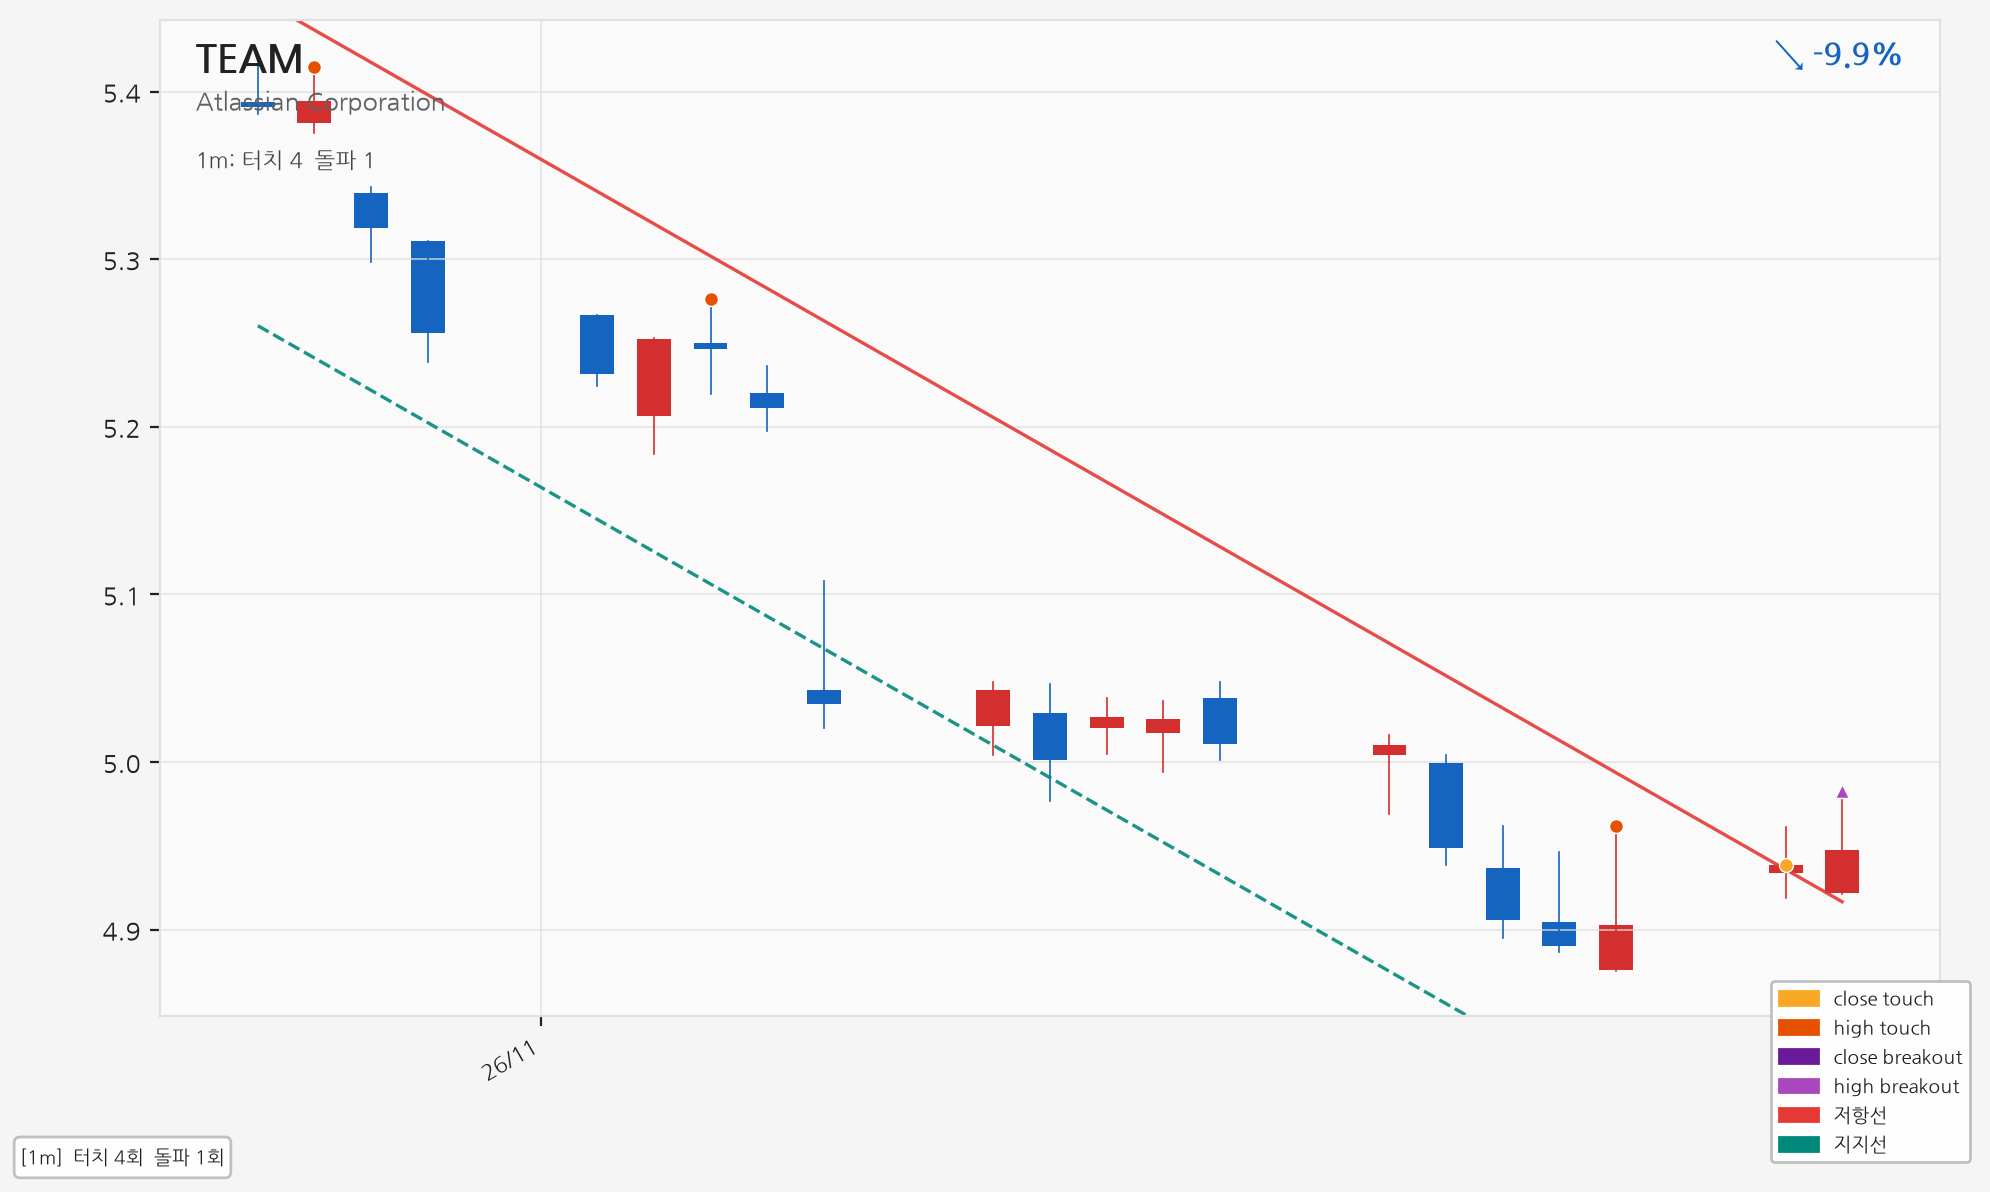 TEAM
-9.9%
Atlassian Corporation
1m: 터치 4 돌파 1
5.4
5.3
5.2
5.1
5.0
4.9
26/11
close touch
high touch
close breakout
high breakout
저항선
지지선
[1m] 터치 4회 돌파 1회